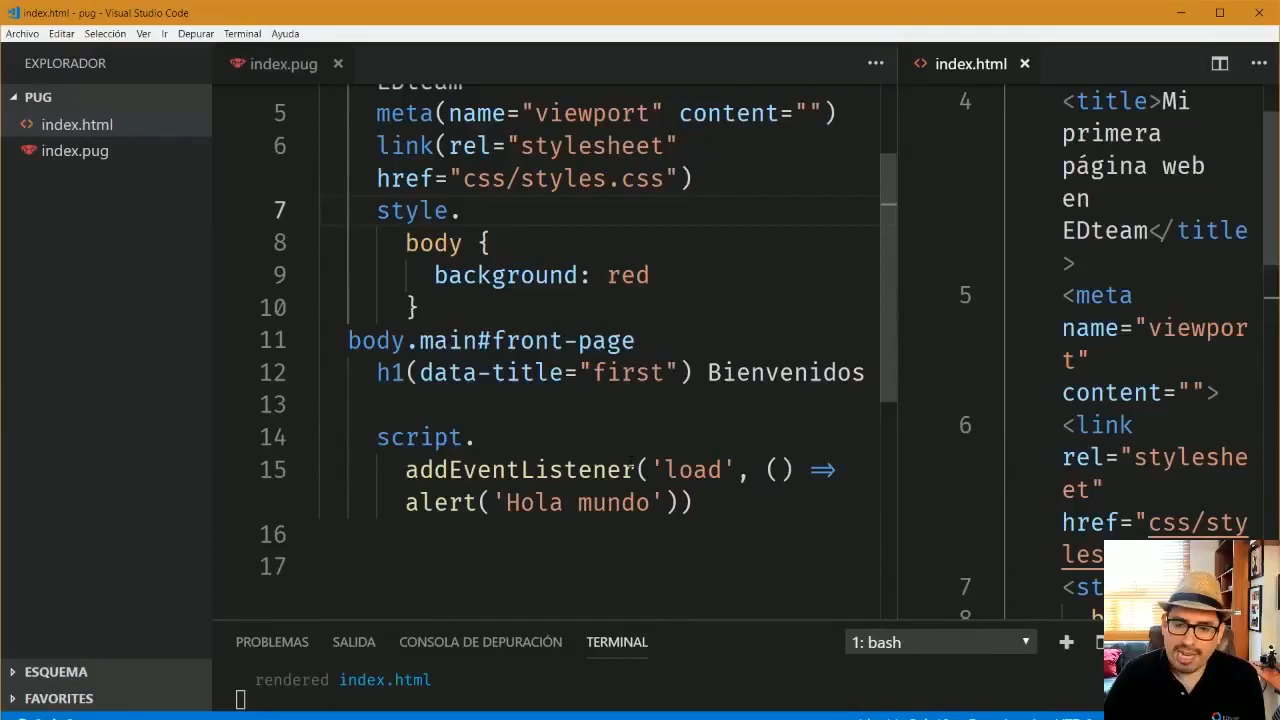 index.html - pug - Visual Studio Code
Archivo Editar Selección Ver Ir Depurar Terminal Ayuda
EXPLORADOR
PUG
index.html
index.pug
ESQUEMA
FAVORITES
index.pug
EDteam
5 meta(name="viewport" content="")
6 link(rel="stylesheet"
href="css/styles.css")
7 style.
8 body {
9 background: red
10 }
11 body.main#front-page
12 h1(data-title="first") Bienvenidos
13
14 script.
15 addEventListener('load', () =>
alert('Hola mundo'))
16
17
index.html
4 <title>Mi
primera
página web
en
EDteam</title
>
5 <meta
name="viewpor
t"
content="">
6 <link
rel="styleshe
et"
href="css/sty
les
7 <st
8
PROBLEMAS SALIDA CONSOLA DE DEPURACIÓN TERMINAL
1: bash
rendered index.html